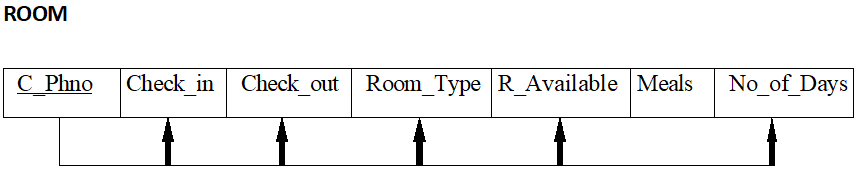 ROOM
C_Phno Check_in Check_out Room_Type R_Available Meals No_of_Days